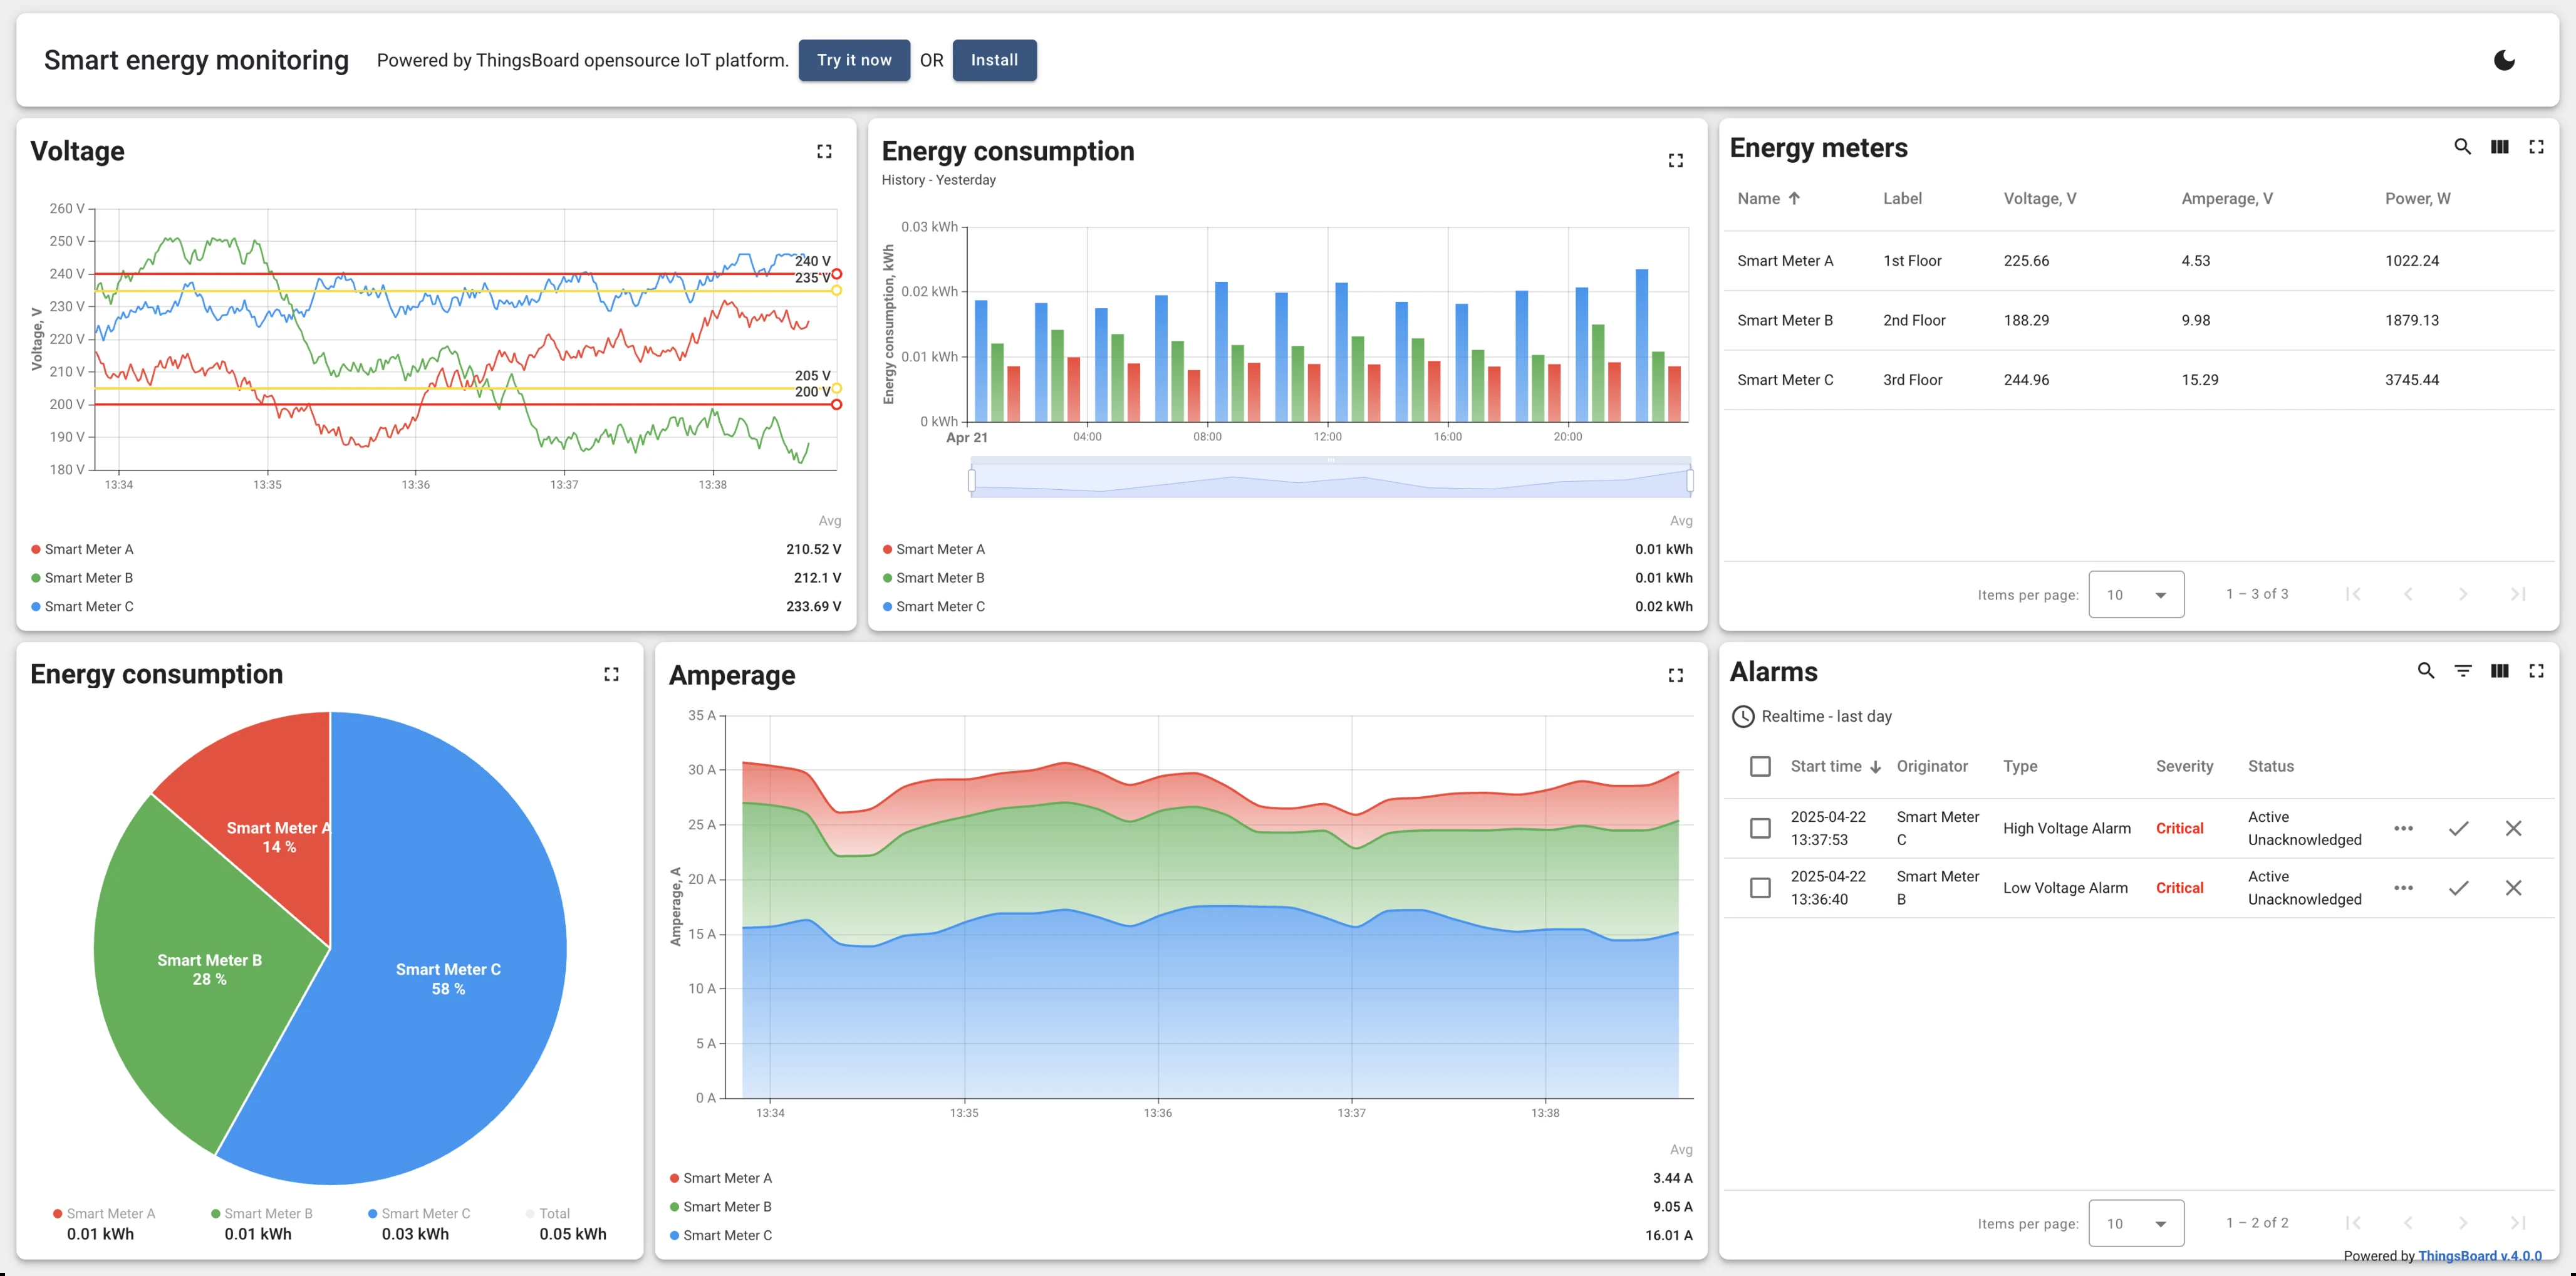 Smart energy monitoring
Powered by ThingsBoard opensource IoT platform.
Try it now
OR
Install
Voltage
Voltage, V
260 V
250 V
240 V
230 V
220 V
210 V
200 V
190 V
180 V
240 V
235 V
205 V
200 V
13:34 13:35 13:36 13:37 13:38
Avg
Smart Meter A 210.52 V
Smart Meter B 212.1 V
Smart Meter C 233.69 V
Energy consumption
History - Yesterday
Energy consumption, kWh
0.03 kWh
0.02 kWh
0.01 kWh
0 kWh
Apr 21 04:00 08:00 12:00 16:00 20:00
Avg
Smart Meter A 0.01 kWh
Smart Meter B 0.01 kWh
Smart Meter C 0.02 kWh
Energy meters
Name Label Voltage, V Amperage, V Power, W
Smart Meter A 1st Floor 225.66 4.53 1022.24
Smart Meter B 2nd Floor 188.29 9.98 1879.13
Smart Meter C 3rd Floor 244.96 15.29 3745.44
Items per page: 10 1 – 3 of 3
Energy consumption
Smart Meter A
14 %
Smart Meter B
28 %
Smart Meter C
58 %
Smart Meter A Smart Meter B Smart Meter C Total
0.01 kWh 0.01 kWh 0.03 kWh 0.05 kWh
Amperage
Amperage, A
35 A
30 A
25 A
20 A
15 A
10 A
5 A
0 A
13:34 13:35 13:36 13:37 13:38
Avg
Smart Meter A 3.44 A
Smart Meter B 9.05 A
Smart Meter C 16.01 A
Alarms
Realtime - last day
Start time Originator Type Severity Status
2025-04-22 Smart Meter Active
13:37:53 C High Voltage Alarm Critical Unacknowledged
2025-04-22 Smart Meter Active
13:36:40 B Low Voltage Alarm Critical Unacknowledged
Items per page: 10 1 – 2 of 2
Powered by ThingsBoard v.4.0.0